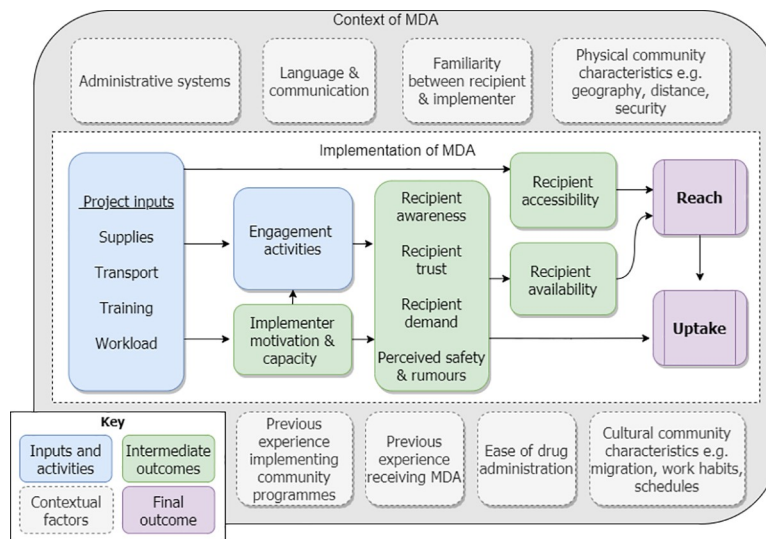 Context of MDA
Administrative systems
Language &
communication
Familiarity
between recipient
& implementer
Physical community
characteristics e.g.
geography, distance,
security
Implementation of MDA
Project inputs
Supplies
Transport
Training
Workload
Engagement
activities
Implementer
motivation &
capacity
Recipient
awareness
Recipient
trust
Recipient
demand
Perceived safety
& rumours
Recipient
accessibility
Recipient
availability
Reach
Uptake
Key
Inputs and
activities
Intermediate
outcomes
Contextual
factors
Final
outcome
Previous
experience
implementing
community
programmes
Previous
experience
receiving MDA
Ease of drug
administration
Cultural community
characteristics e.g.
migration, work habits,
schedules